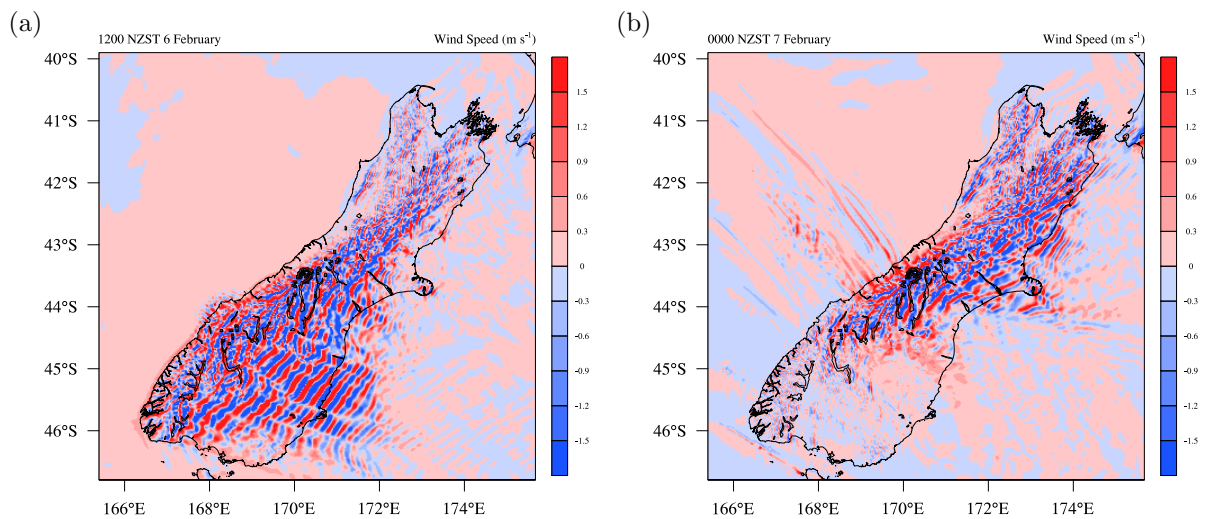 (a)
1200 NZST 6 February Wind Speed (m s⁻¹)
40°S
41°S
42°S
43°S
44°S
45°S
46°S
166°E 168°E 170°E 172°E 174°E
1.5
1.2
0.9
0.6
0.3
0
-0.3
-0.6
-0.9
-1.2
-1.5
(b)
0000 NZST 7 February Wind Speed (m s⁻¹)
40°S
41°S
42°S
43°S
44°S
45°S
46°S
166°E 168°E 170°E 172°E 174°E
1.5
1.2
0.9
0.6
0.3
0
-0.3
-0.6
-0.9
-1.2
-1.5